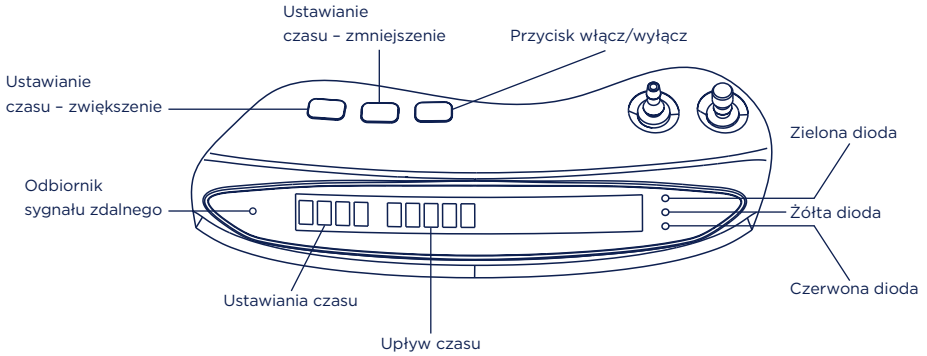 Ustawianie
czasu – zmniejszenie
Przycisk włącz/wyłącz
Ustawianie
czasu – zwiększenie
Zielona dioda
Odbiornik
sygnału zdalnego
Żółta dioda
Czerwona dioda
Ustawiania czasu
Upływ czasu